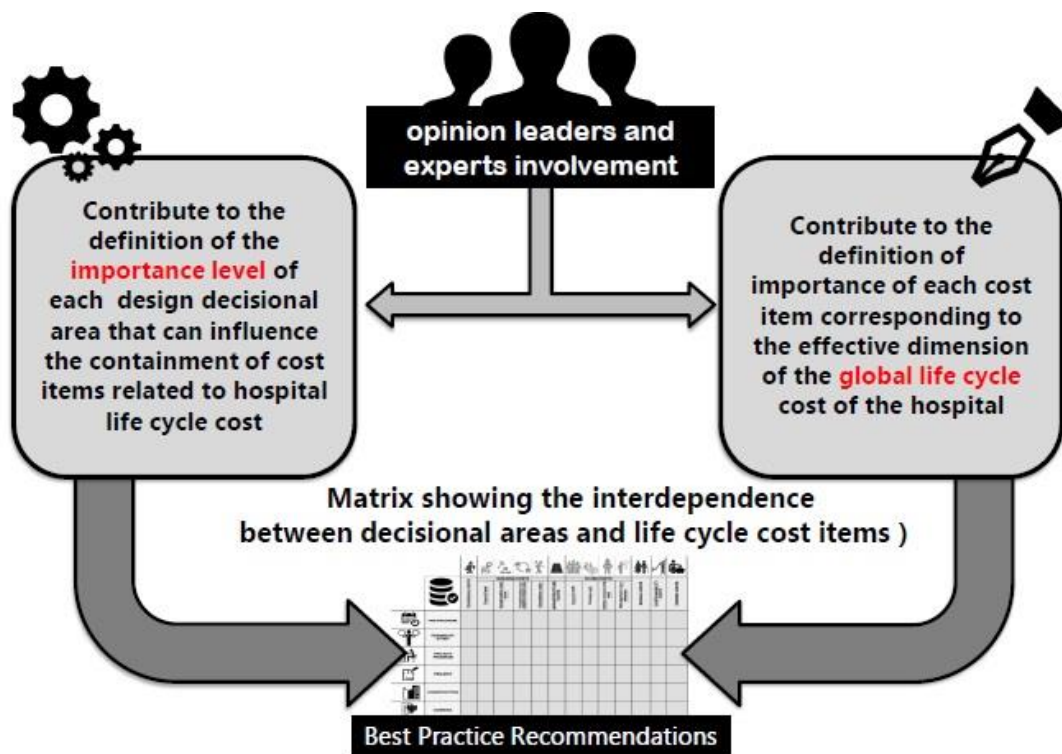 opinion leaders and
experts involvement
Contribute to the
definition of the
importance level of
each design decisional
area that can influence
the containment of cost
items related to hospital
life cycle cost
Contribute to the
definition of
importance of each cost
item corresponding to
the effective dimension
of the global life cycle
cost of the hospital
Matrix showing the interdependence
between decisional areas and life cycle cost items )
Best Practice Recommendations